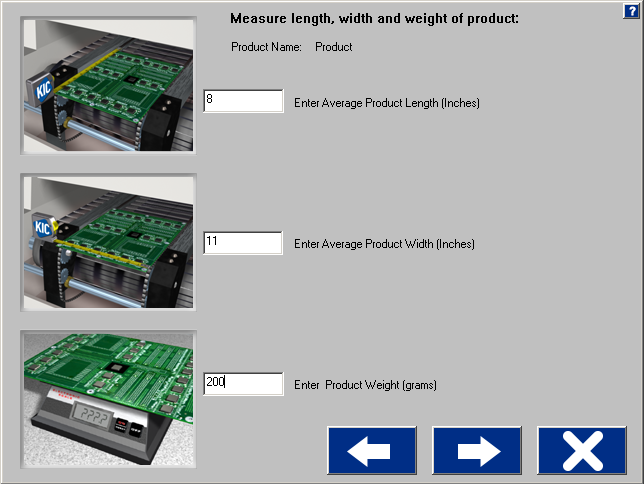 Measure length, width and weight of product:
?
Product Name: Product
KIC
8
Enter Average Product Length (Inches)
KIC
11
Enter Average Product Width (Inches)
200
Enter Product Weight (grams)